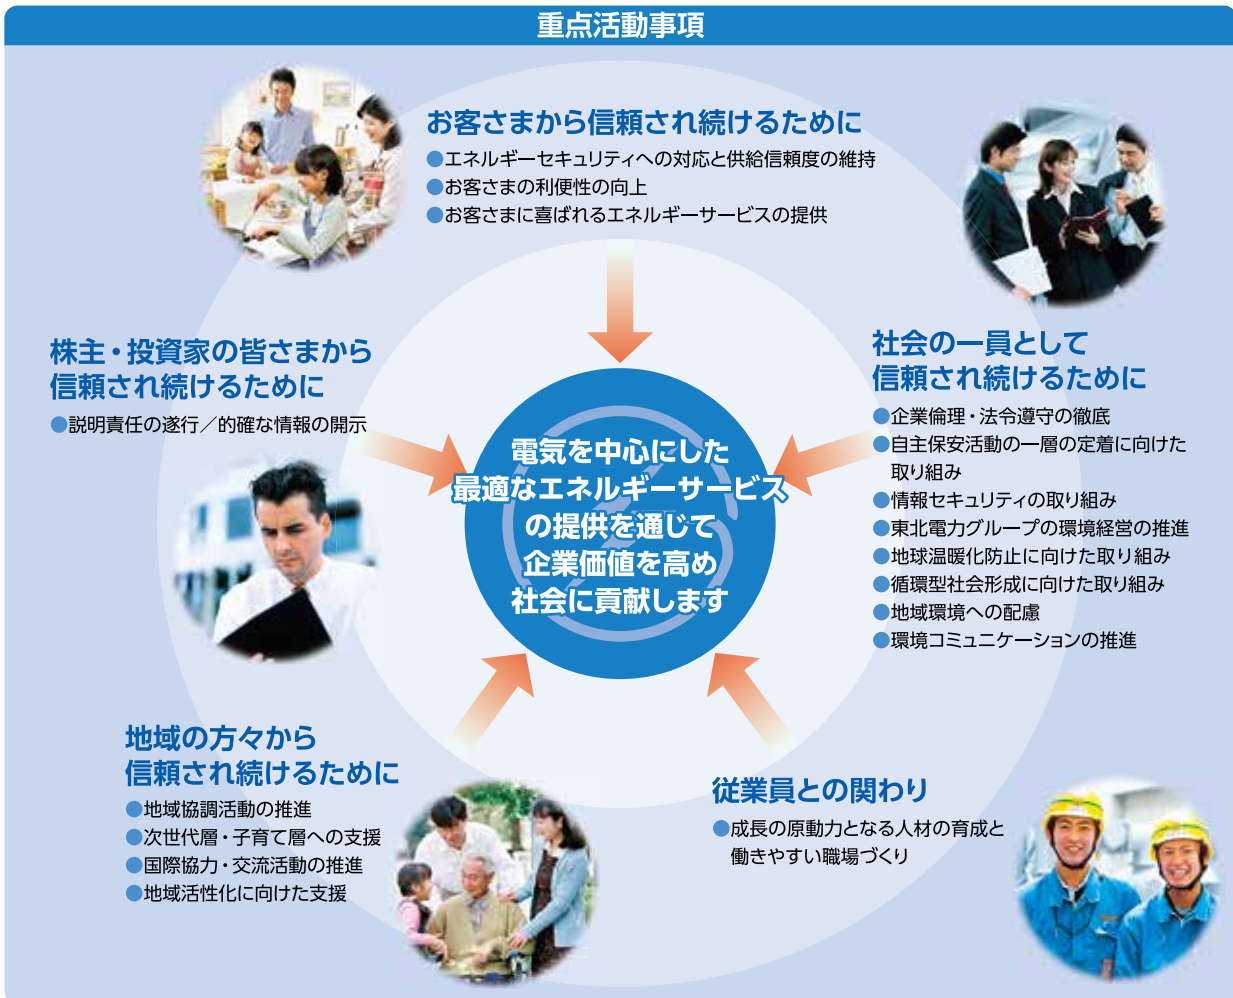 重点活動事項
お客さまから信頼され続けるために
●エネルギーセキュリティへの対応と供給信頼度の維持
●お客さまの利便性の向上
●お客さまに喜ばれるエネルギーサービスの提供
株主・投資家の皆さまから
信頼され続けるために
●説明責任の遂行／的確な情報の開示
社会の一員として
信頼され続けるために
●企業倫理・法令遵守の徹底
●自主保安活動の一層の定着に向けた
取り組み
●情報セキュリティの取り組み
●東北電力グループの環境経営の推進
●地球温暖化防止に向けた取り組み
●循環型社会形成に向けた取り組み
●地域環境への配慮
●環境コミュニケーションの推進
電気を中心にした
最適なエネルギーサービス
の提供を通じて
企業価値を高め
社会に貢献します
地域の方々から
信頼され続けるために
●地域協調活動の推進
●次世代層・子育て層への支援
●国際協力・交流活動の推進
●地域活性化に向けた支援
従業員との関わり
●成長の原動力となる人材の育成と
働きやすい職場づくり